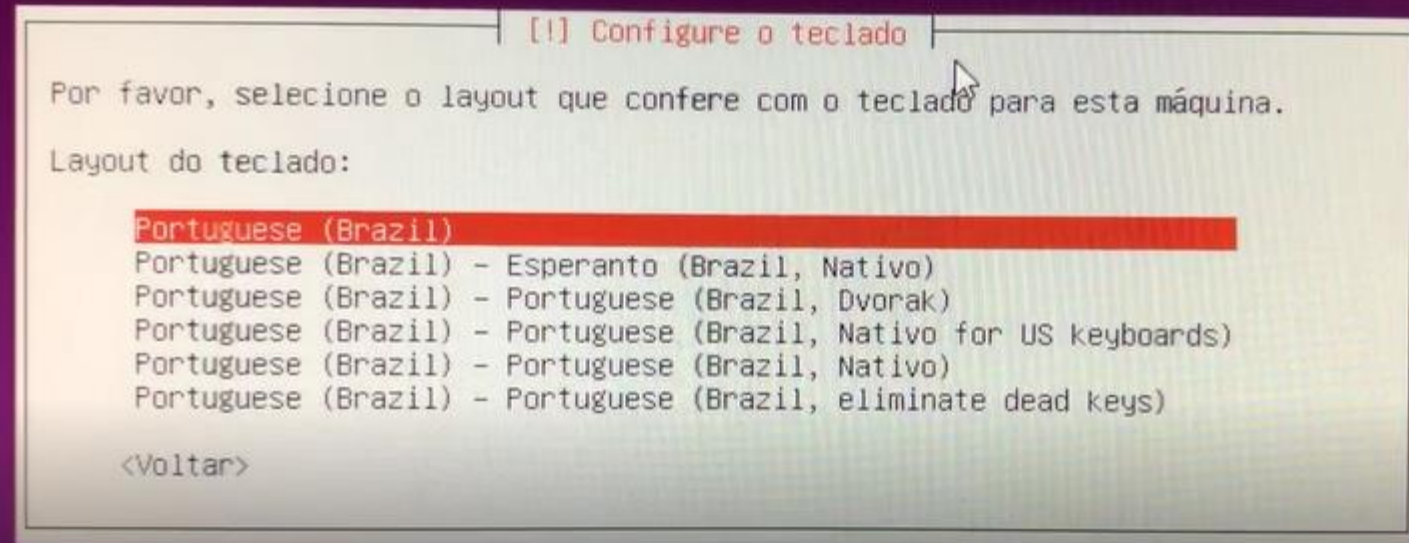 [!] Configure o teclado
Por favor, selecione o layout que confere com o teclado para esta máquina.
Layout do teclado:
Portuguese (Brazil)
Portuguese (Brazil) - Esperanto (Brazil, Nativo)
Portuguese (Brazil) - Portuguese (Brazil, Dvorak)
Portuguese (Brazil) - Portuguese (Brazil, Nativo for US keyboards)
Portuguese (Brazil) - Portuguese (Brazil, Nativo)
Portuguese (Brazil) - Portuguese (Brazil, eliminate dead keys)
<Voltar>